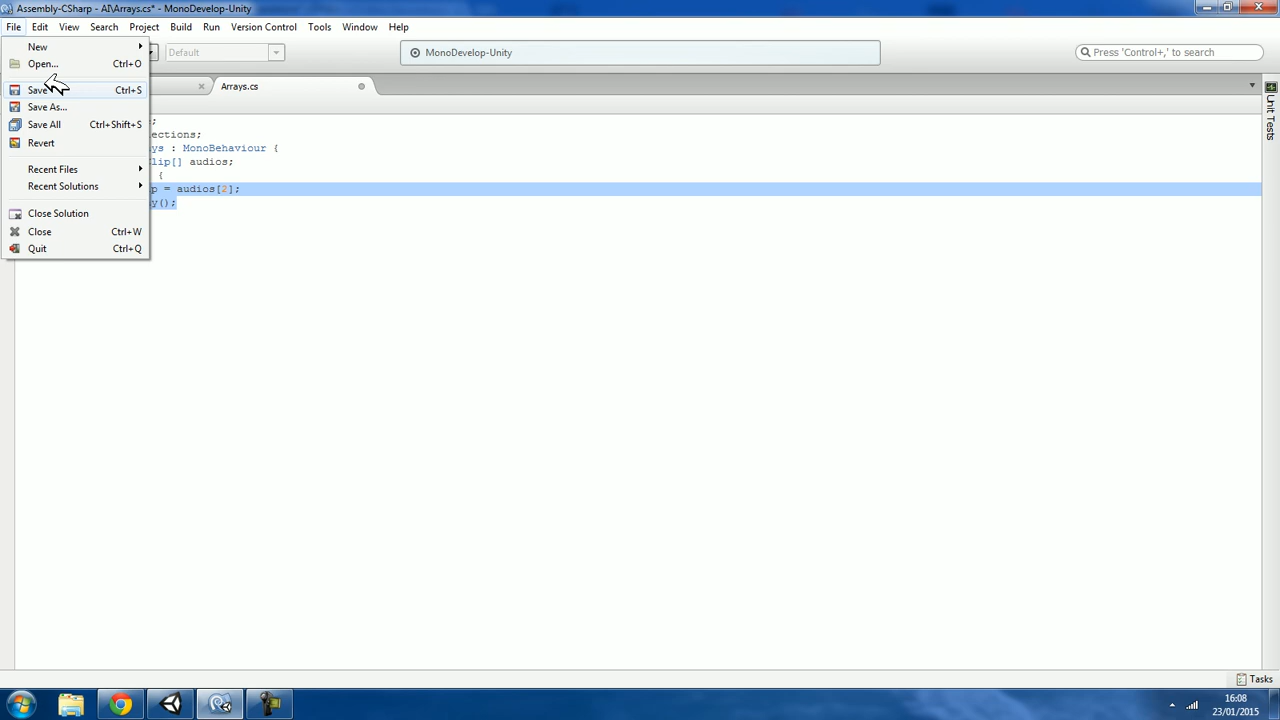 Assembly-CSharp - AI\Arrays.cs* - MonoDevelop-Unity
File Edit View Search Project Build Run Version Control Tools Window Help
Default
MonoDevelop-Unity
Press 'Control+,' to search
New
Open... Ctrl+O
Save Ctrl+S
Save As...
Save All Ctrl+Shift+S
Revert
Recent Files
Recent Solutions
Close Solution
Close Ctrl+W
Quit Ctrl+Q
Arrays.cs
;
ections;
ys : MonoBehaviour {
lip[] audios;
{
p = audios[2];
y();
Unit Tests
Tasks
16:08
23/01/2015